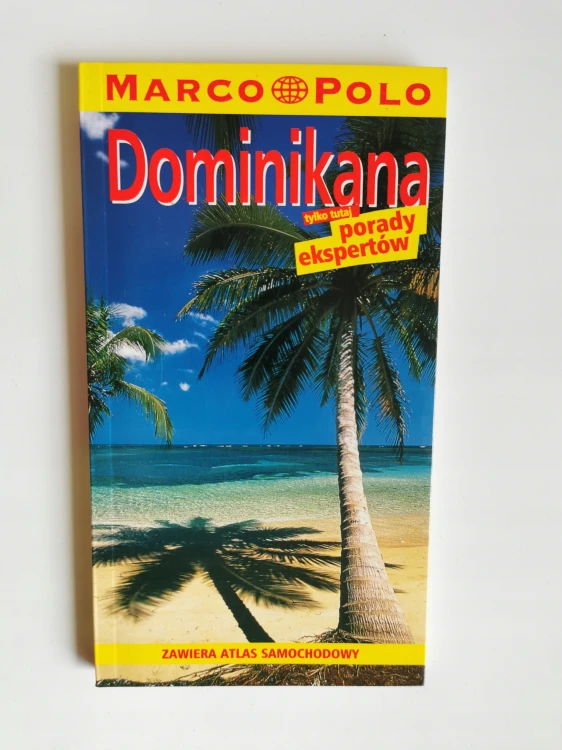 MARCO POLO
Dominikana
tylko tutaj
porady
ekspertów
ZAWIERA ATLAS SAMOCHODOWY